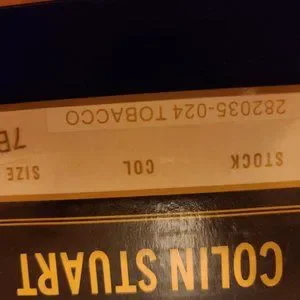 COLIN STUART
STOCK COL SIZE
282035-024 TOBACCO 7B